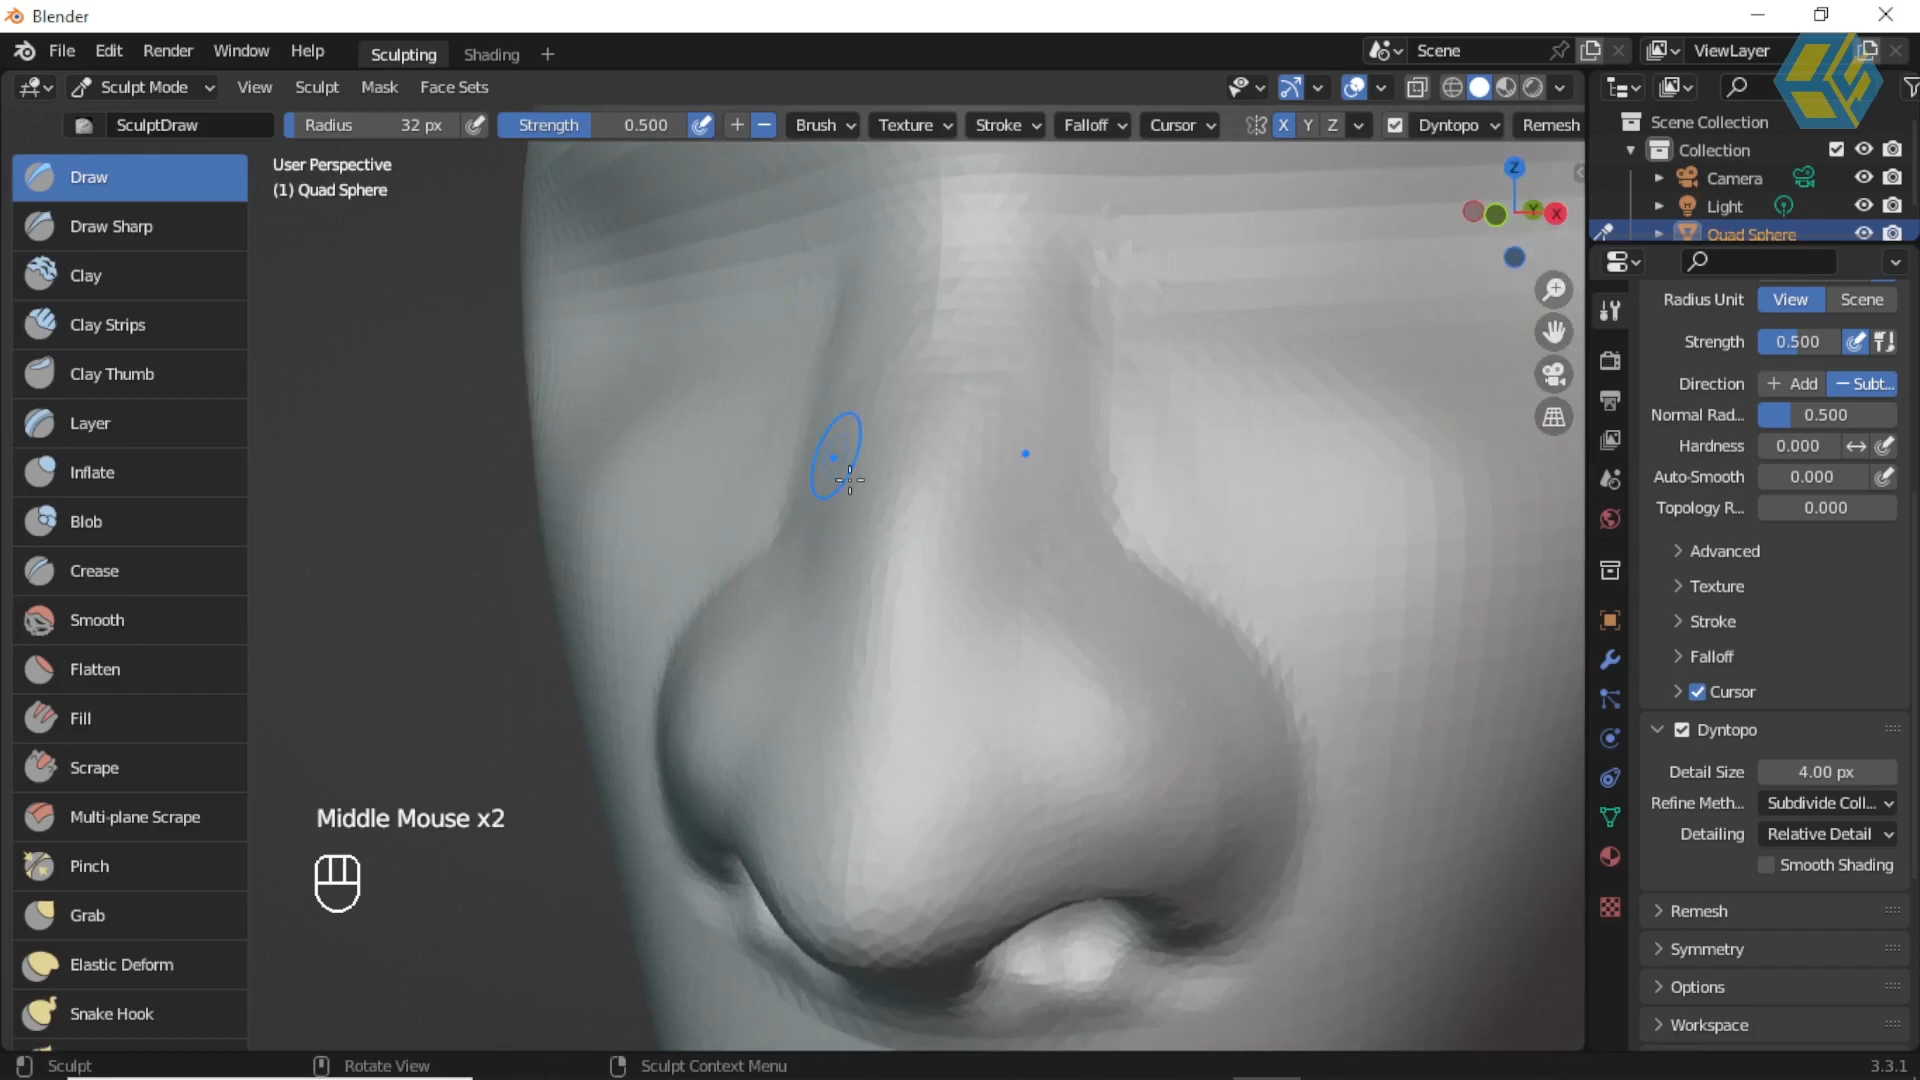 Blender
File Edit Render Window Help Sculpting Shading + Scene ViewLayer
Sculpt Mode View Sculpt Mask Face Sets
SculptDraw Radius 32 px Strength 0.500 Brush Texture Stroke Falloff Cursor X Y Z Dyntopo Remesh
User Perspective
(1) Quad Sphere
Draw
Draw Sharp
Clay
Clay Strips
Clay Thumb
Layer
Inflate
Blob
Crease
Smooth
Flatten
Fill
Scrape
Multi-plane Scrape
Pinch
Grab
Elastic Deform
Snake Hook
Middle Mouse x2
Z
Y
X
Scene Collection
Collection
Camera
Light
Quad Sphere
Radius Unit View Scene
Strength 0.500
Direction + Add − Subt...
Normal Rad... 0.500
Hardness 0.000
Auto-Smooth 0.000
Topology R... 0.000
Advanced
Texture
Stroke
Falloff
Cursor
Dyntopo
Detail Size 4.00 px
Refine Meth... Subdivide Coll...
Detailing Relative Detail
Smooth Shading
Remesh
Symmetry
Options
Workspace
Sculpt Rotate View Sculpt Context Menu 3.3.1